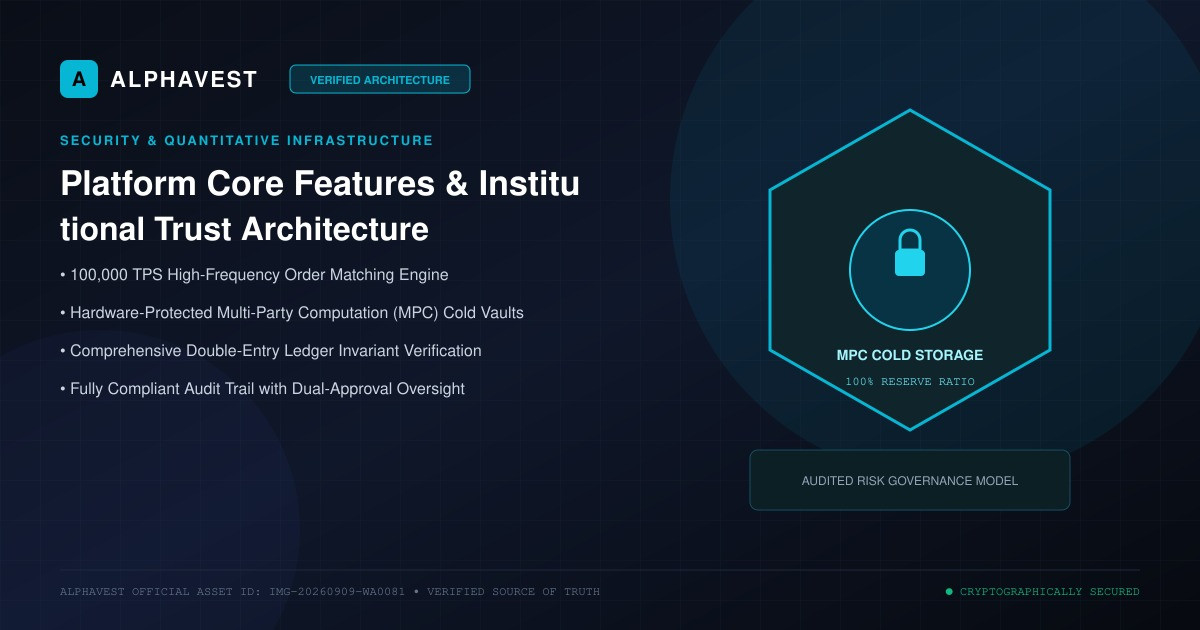 A ALPHAVEST
VERIFIED ARCHITECTURE
SECURITY & QUANTITATIVE INFRASTRUCTURE
Platform Core Features & Institu
tional Trust Architecture
• 100,000 TPS High-Frequency Order Matching Engine
• Hardware-Protected Multi-Party Computation (MPC) Cold Vaults
• Comprehensive Double-Entry Ledger Invariant Verification
• Fully Compliant Audit Trail with Dual-Approval Oversight
MPC COLD STORAGE
100% RESERVE RATIO
AUDITED RISK GOVERNANCE MODEL
ALPHAVEST OFFICIAL ASSET ID: IMG-20260909-WA0081 • VERIFIED SOURCE OF TRUTH
● CRYPTOGRAPHICALLY SECURED